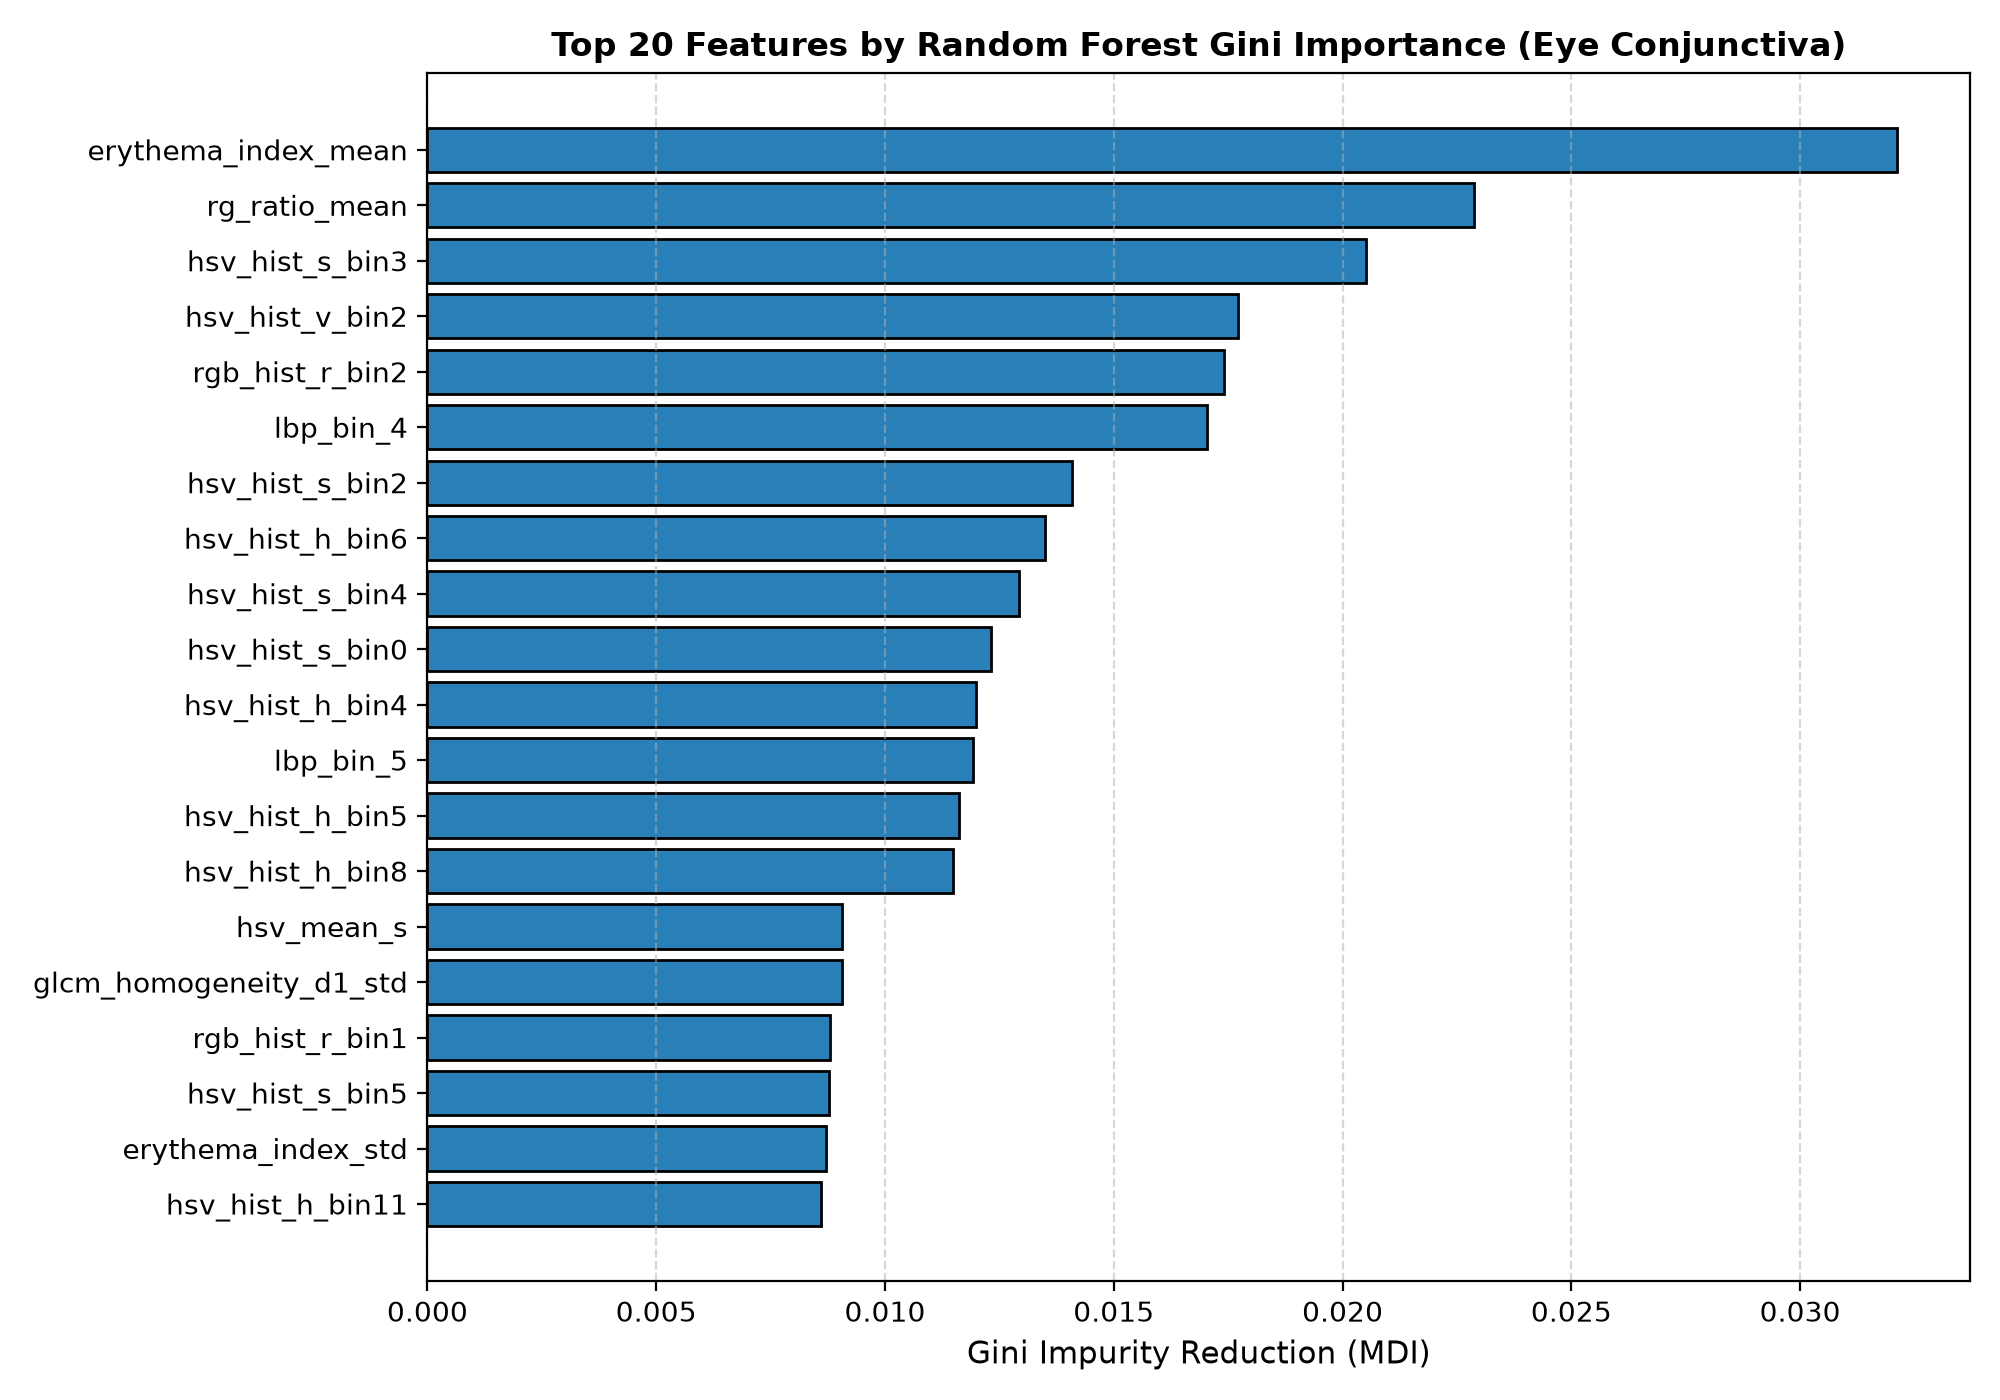 Top 20 Features by Random Forest Gini Importance (Eye Conjunctiva)
erythema_index_mean
rg_ratio_mean
hsv_hist_s_bin3
hsv_hist_v_bin2
rgb_hist_r_bin2
lbp_bin_4
hsv_hist_s_bin2
hsv_hist_h_bin6
hsv_hist_s_bin4
hsv_hist_s_bin0
hsv_hist_h_bin4
lbp_bin_5
hsv_hist_h_bin5
hsv_hist_h_bin8
hsv_mean_s
glcm_homogeneity_d1_std
rgb_hist_r_bin1
hsv_hist_s_bin5
erythema_index_std
hsv_hist_h_bin11
0.000 0.005 0.010 0.015 0.020 0.025 0.030
Gini Impurity Reduction (MDI)